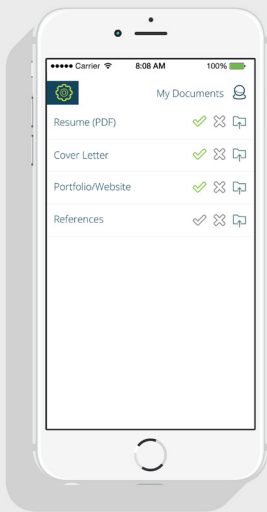 Carrier 8:08 AM 100%
My Documents
Resume (PDF)
Cover Letter
Portfolio/Website
References